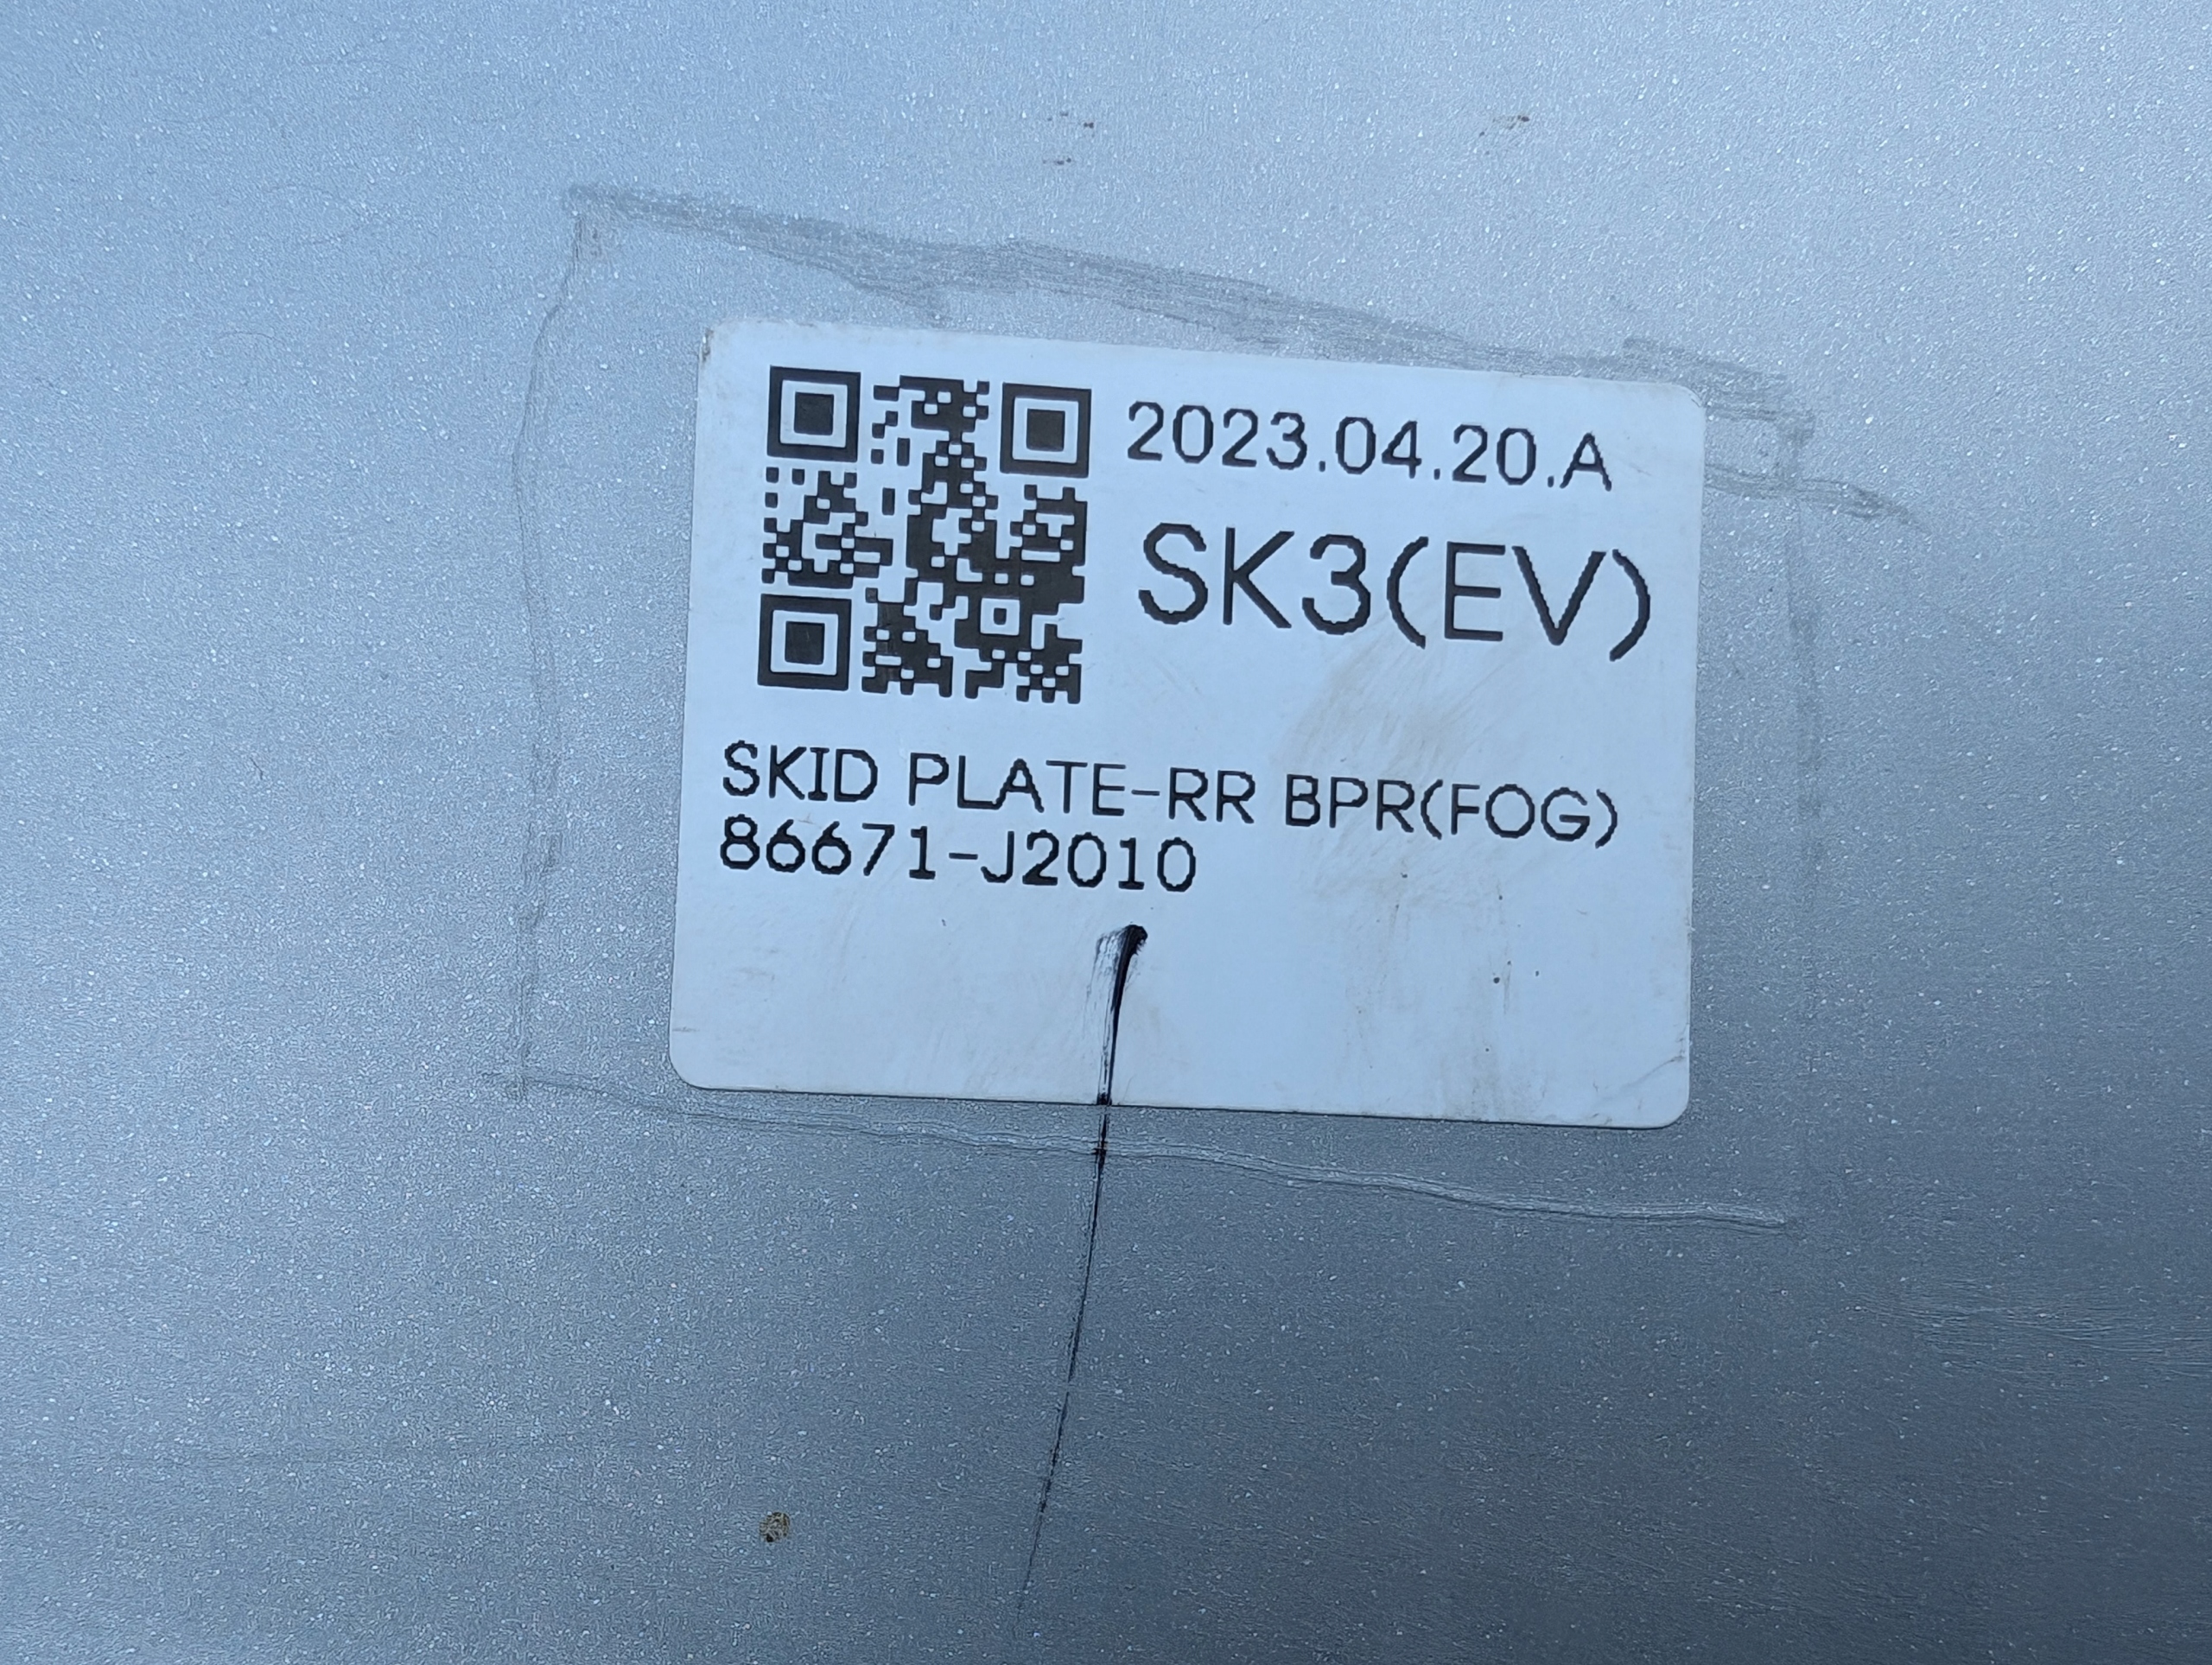 2023.04.20.A
SK3(EV)
SKID PLATE-RR BPR(FOG)
86671-J2010